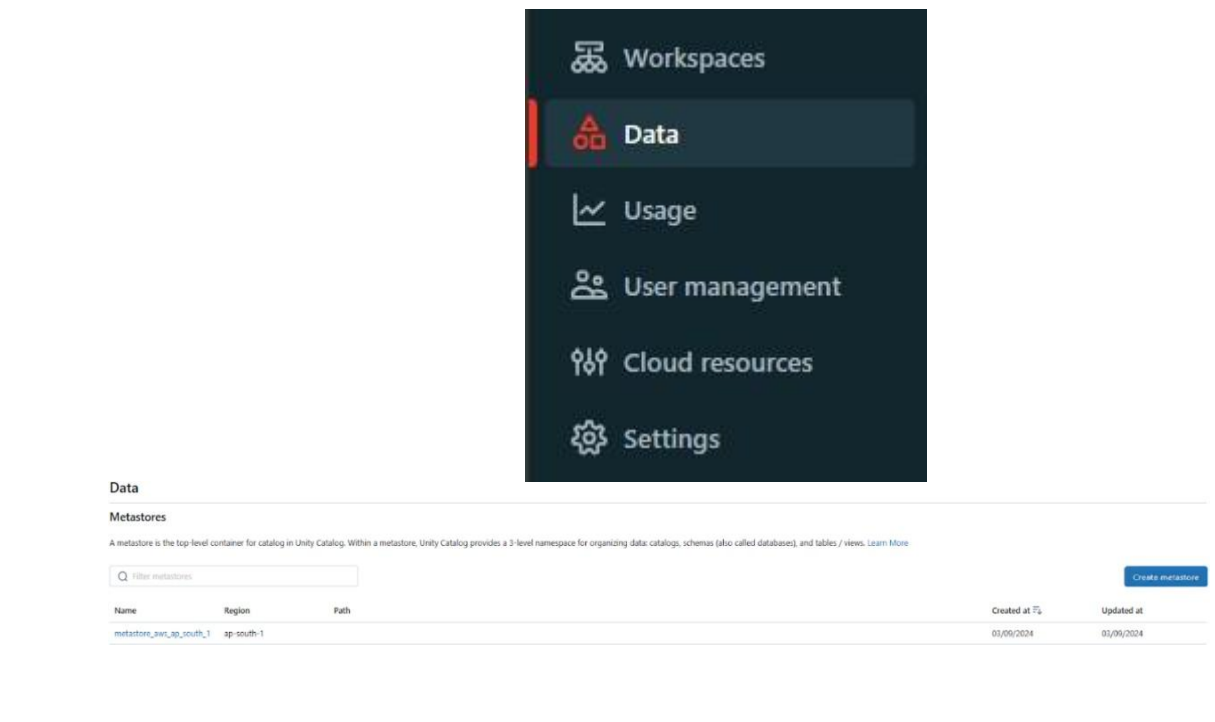 Workspaces
Data
Usage
User management
Cloud resources
Settings
Data
Metastores
A metastore is the top-level container for catalog in Unity Catalog. Within a metastore, Unity Catalog provides a 3-level namespace for organizing data: catalogs, schemas (also called databases), and tables / views. Learn More
Filter metastores
Create metastore
Name Region Path Created at Updated at
metastore_aws_ap_south_1 ap-south-1 03/09/2024 03/09/2024